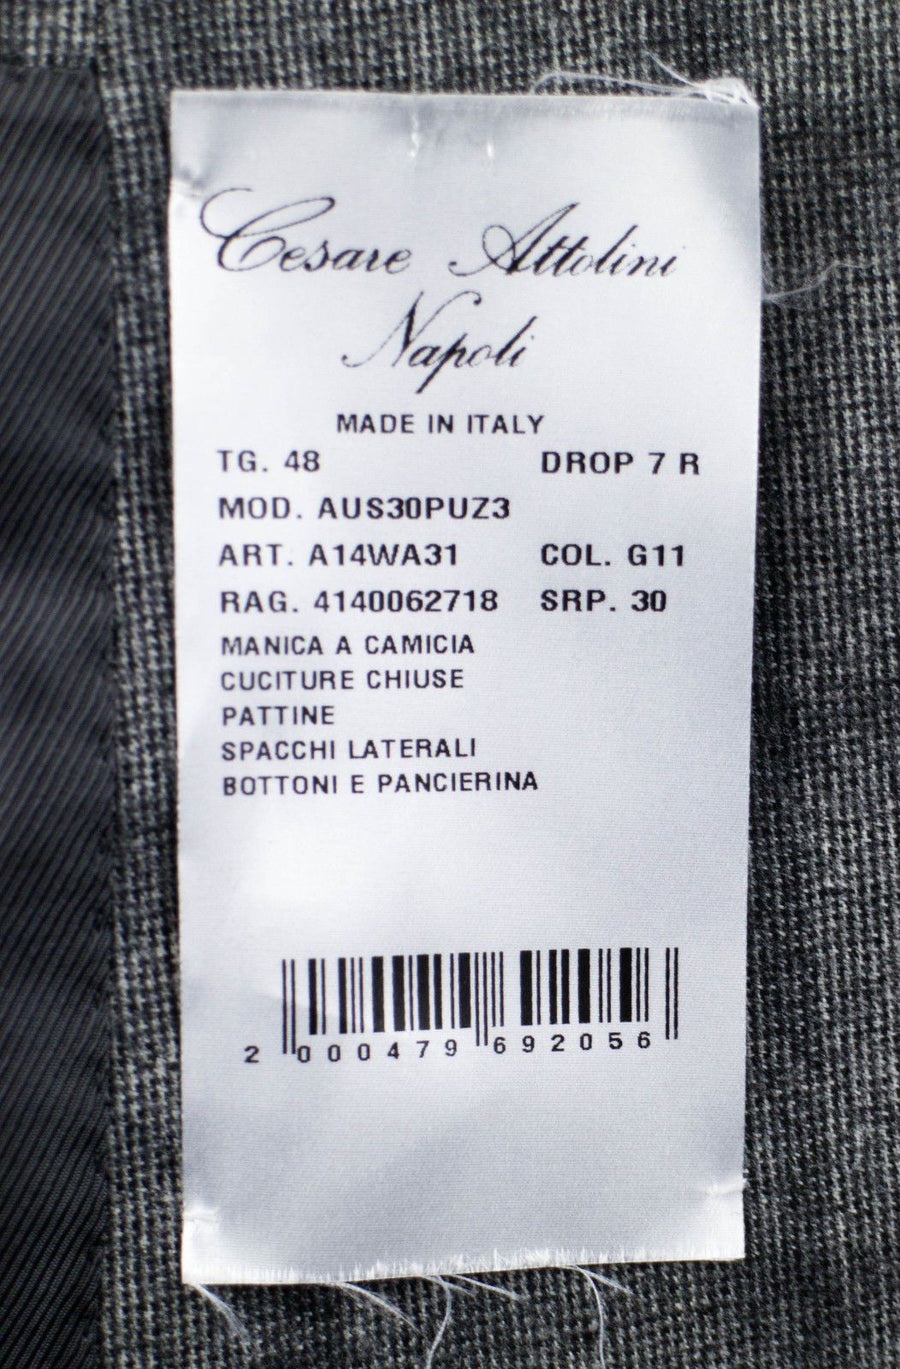 Cesare Attolini
Napoli
MADE IN ITALY
TG. 48 DROP 7 R
MOD. AUS30PUZ3
ART. A14WA31 COL. G11
RAG. 4140062718 SRP. 30
MANICA A CAMICIA
CUCITURE CHIUSE
PATTINE
SPACCHI LATERALI
BOTTONI E PANCIERINA
2 000479 692056